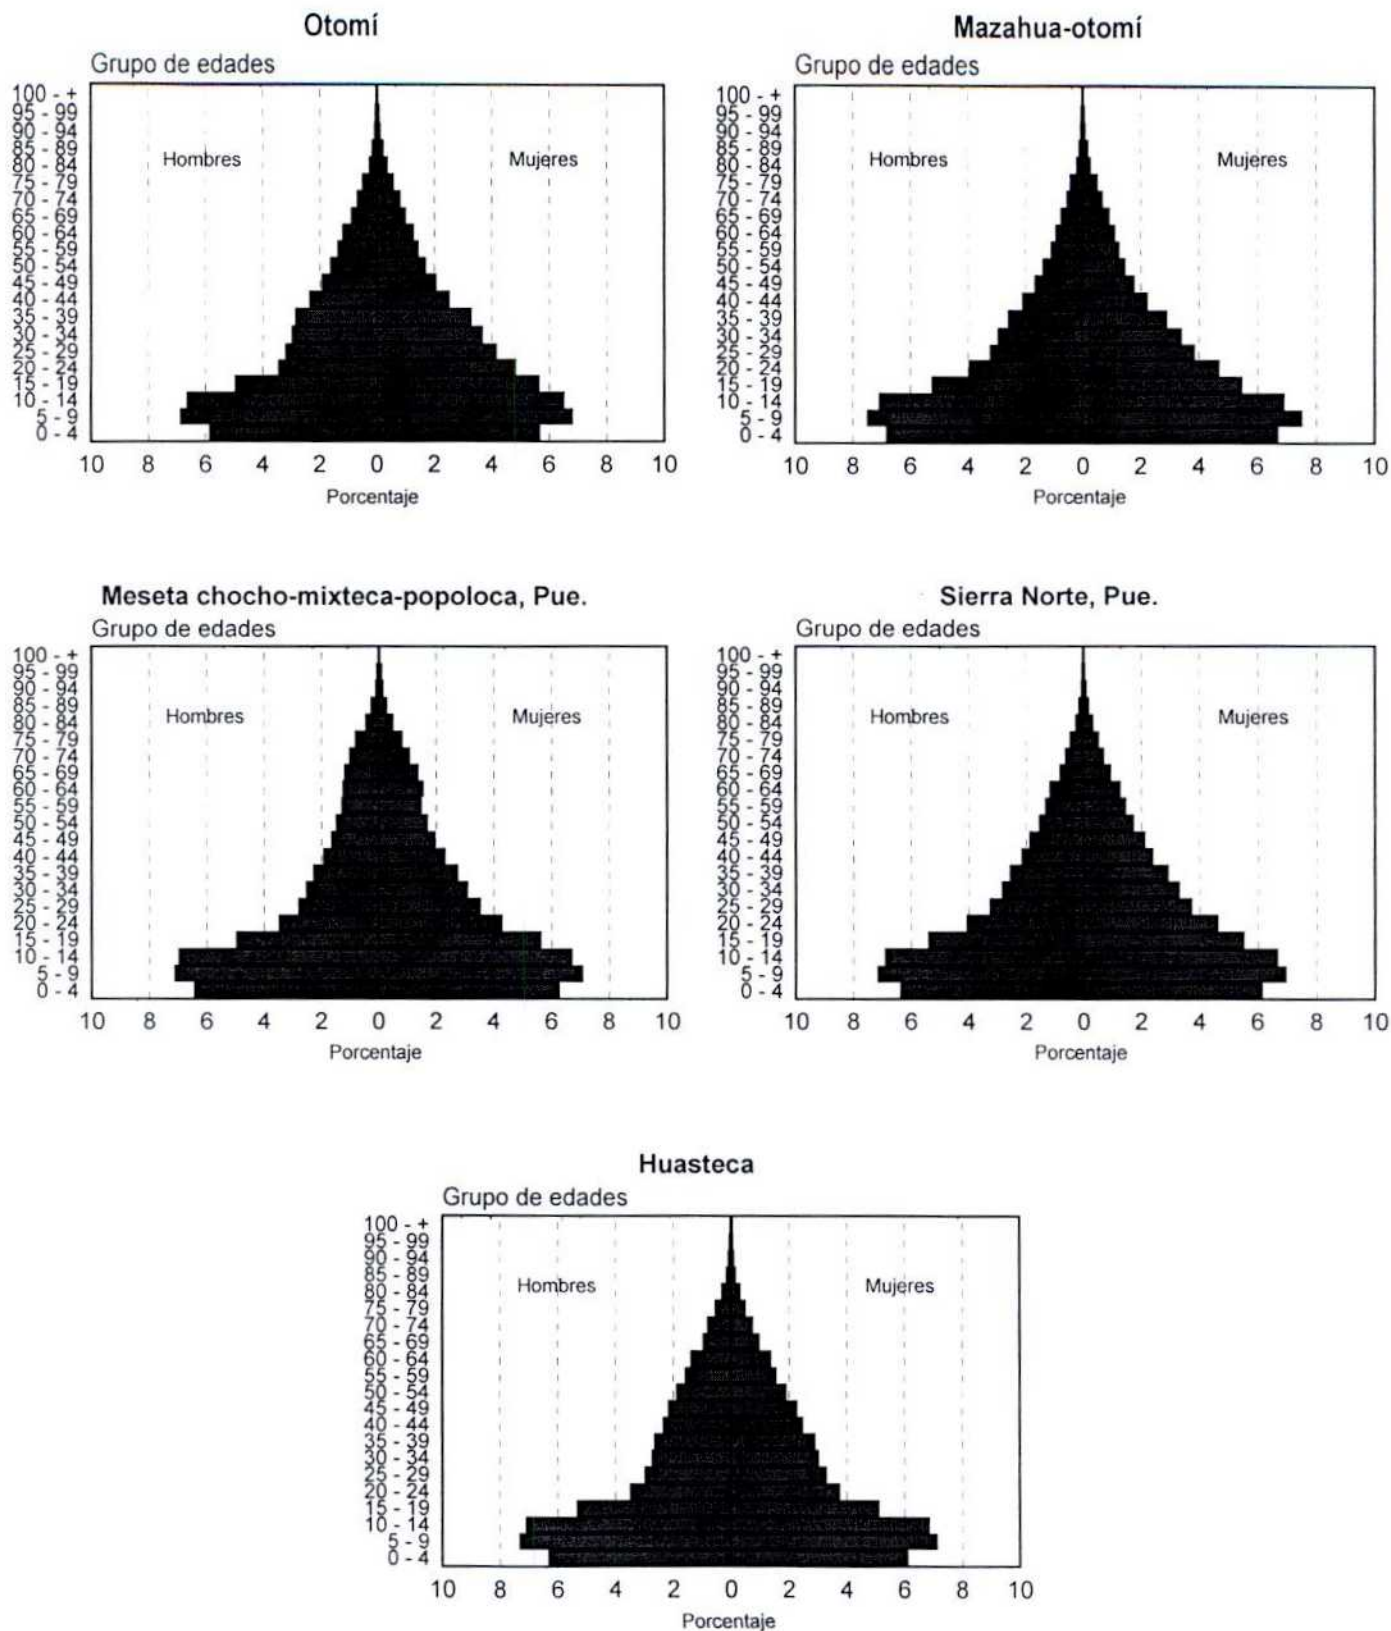 Otomí
Grupo de edades
100 - +
95 - 99
90 - 94
85 - 89
80 - 84
75 - 79
70 - 74
65 - 69
60 - 64
55 - 59
50 - 54
45 - 49
40 - 44
35 - 39
30 - 34
25 - 29
20 - 24
15 - 19
10 - 14
5 - 9
0 - 4
Hombres Mujeres
10 8 6 4 2 0 2 4 6 8 10
Porcentaje
Mazahua-otomí
Grupo de edades
100 - +
95 - 99
90 - 94
85 - 89
80 - 84
75 - 79
70 - 74
65 - 69
60 - 64
55 - 59
50 - 54
45 - 49
40 - 44
35 - 39
30 - 34
25 - 29
20 - 24
15 - 19
10 - 14
5 - 9
0 - 4
Hombres Mujeres
10 8 6 4 2 0 2 4 6 8 10
Porcentaje
Meseta chocho-mixteca-popoloca, Pue.
Grupo de edades
100 - +
95 - 99
90 - 94
85 - 89
80 - 84
75 - 79
70 - 74
65 - 69
60 - 64
55 - 59
50 - 54
45 - 49
40 - 44
35 - 39
30 - 34
25 - 29
20 - 24
15 - 19
10 - 14
5 - 9
0 - 4
Hombres Mujeres
10 8 6 4 2 0 2 4 6 8 10
Porcentaje
Sierra Norte, Pue.
Grupo de edades
100 - +
95 - 99
90 - 94
85 - 89
80 - 84
75 - 79
70 - 74
65 - 69
60 - 64
55 - 59
50 - 54
45 - 49
40 - 44
35 - 39
30 - 34
25 - 29
20 - 24
15 - 19
10 - 14
5 - 9
0 - 4
Hombres Mujeres
10 8 6 4 2 0 2 4 6 8 10
Porcentaje
Huasteca
Grupo de edades
100 - +
95 - 99
90 - 94
85 - 89
80 - 84
75 - 79
70 - 74
65 - 69
60 - 64
55 - 59
50 - 54
45 - 49
40 - 44
35 - 39
30 - 34
25 - 29
20 - 24
15 - 19
10 - 14
5 - 9
0 - 4
Hombres Mujeres
10 8 6 4 2 0 2 4 6 8 10
Porcentaje